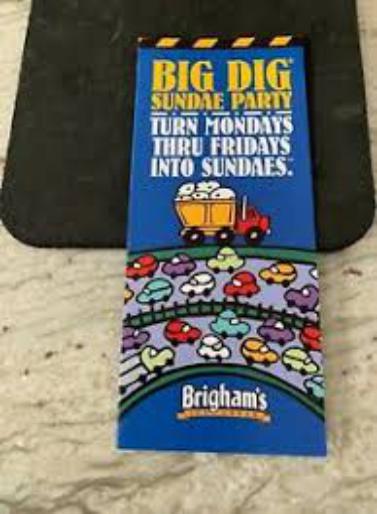 BIG DIG®
SUNDAE PARTY
TURN MONDAYS
THRU FRIDAYS
INTO SUNDAES.™
Brigham's